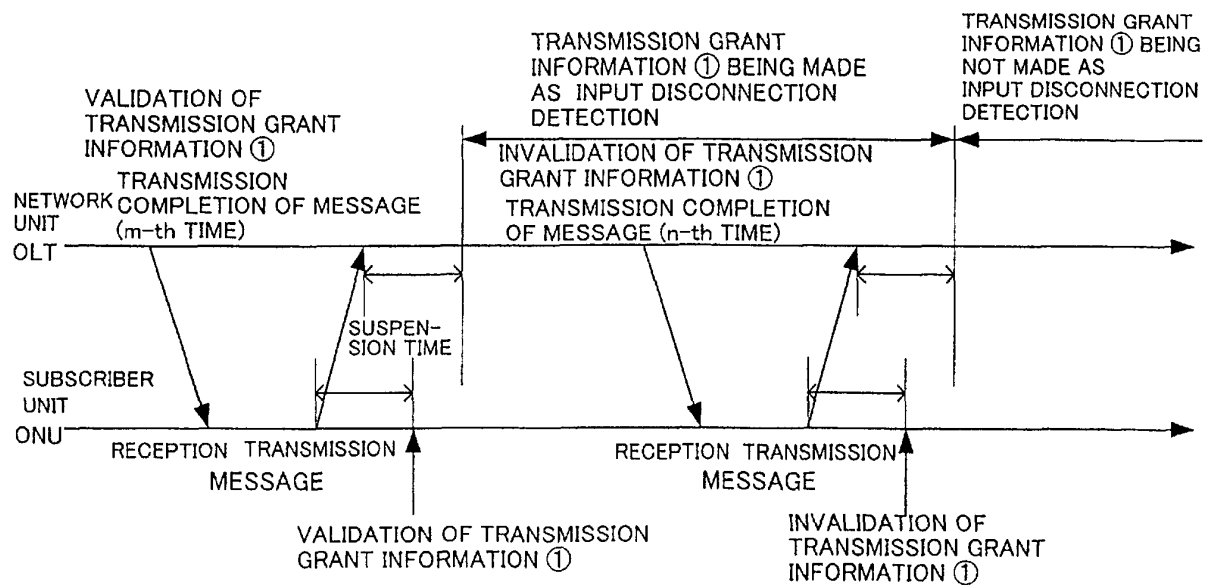 TRANSMISSION GRANT
INFORMATION ① BEING
NOT MADE AS
INPUT DISCONNECTION
DETECTION
TRANSMISSION GRANT
INFORMATION ① BEING MADE
AS INPUT DISCONNECTION
DETECTION
VALIDATION OF
TRANSMISSION GRANT
INFORMATION ①
INVALIDATION OF TRANSMISSION
GRANT INFORMATION ①
TRANSMISSION
COMPLETION OF MESSAGE
(m-th TIME)
TRANSMISSION COMPLETION
OF MESSAGE (n-th TIME)
NETWORK
UNIT
OLT
SUSPEN-
SION TIME
SUBSCRIBER
UNIT
ONU
RECEPTION TRANSMISSION
MESSAGE
RECEPTION TRANSMISSION
MESSAGE
VALIDATION OF TRANSMISSION
GRANT INFORMATION ①
INVALIDATION OF
TRANSMISSION GRANT
INFORMATION ①